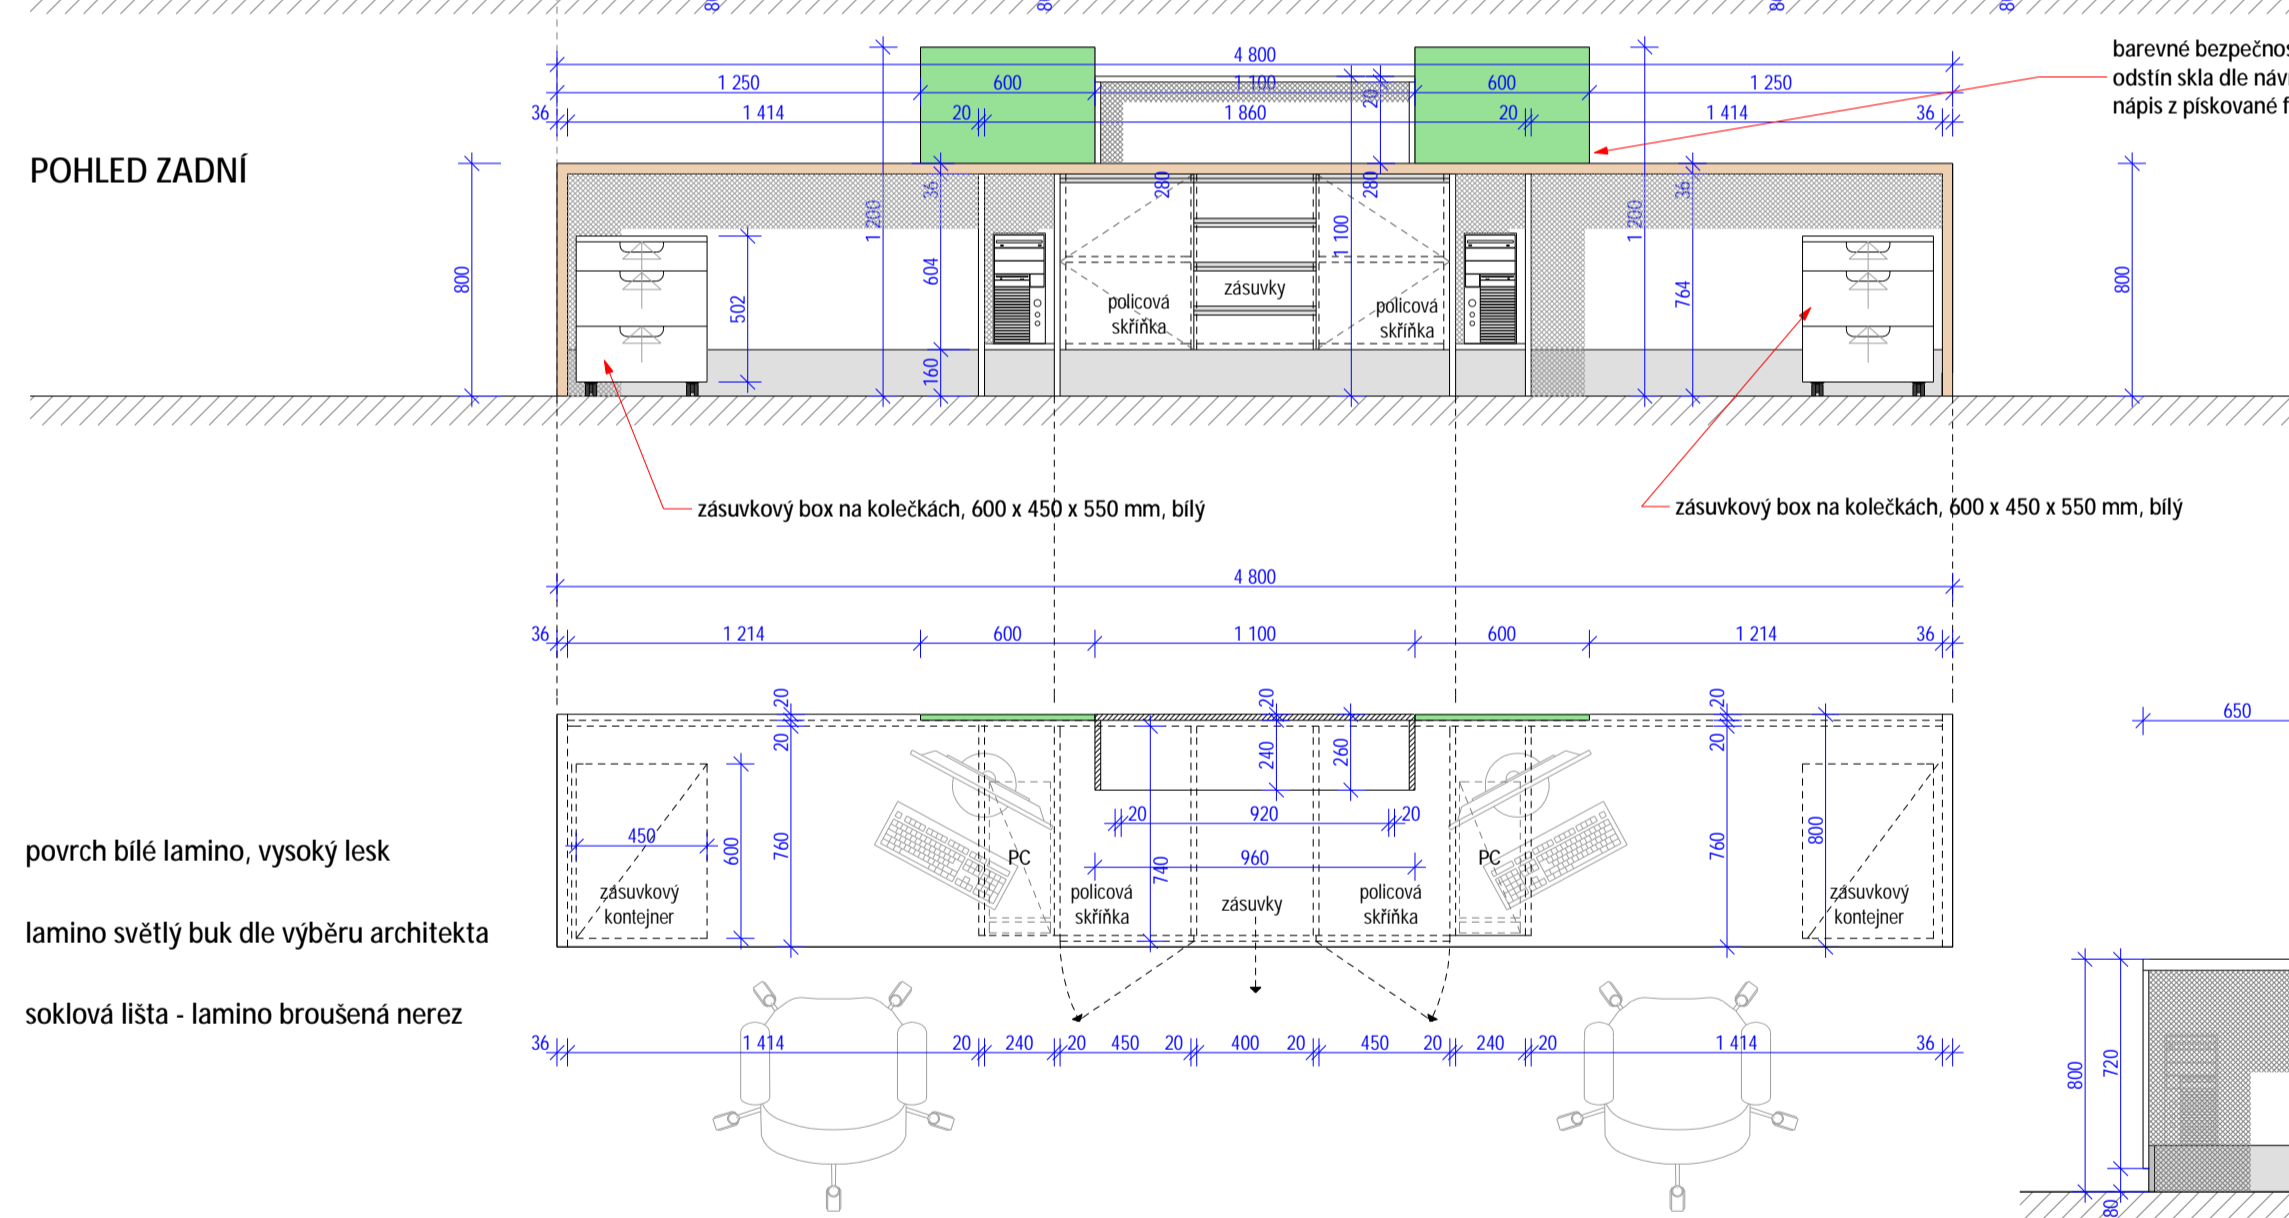 4 800
1 250
600
1 100
600
1 250
36
1 414
20
1 860
20
1 414
36
20
barevné bezpečnos
odstín skla dle náv
nápis z pískované f
POHLED ZADNÍ
800
502
1 200
36
604
160
280
280
1 100
1 200
36
764
800
policová
skříňka
zásuvky
policová
skříňka
zásuvkový box na kolečkách, 600 x 450 x 550 mm, bílý
zásuvkový box na kolečkách, 600 x 450 x 550 mm, bílý
4 800
36
1 214
600
1 100
600
1 214
36
20
20
760
20
240
260
20
20
760
800
650
450
600
20
920
20
960
740
PC
PC
zásuvkový
kontejner
policová
skříňka
zásuvky
policová
skříňka
zásuvkový
kontejner
povrch bílé lamino, vysoký lesk
lamino světlý buk dle výběru architekta
soklová lišta - lamino broušená nerez
36
1 414
20
240
20
450
20
400
20
450
20
240
20
1 414
36
800
720
80